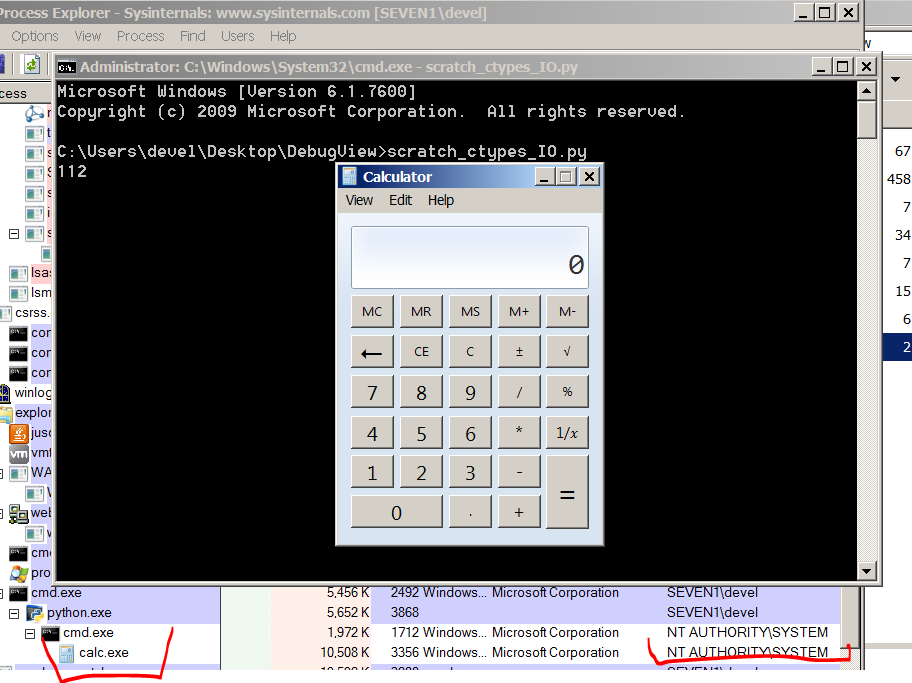 Process Explorer - Sysinternals: www.sysinternals.com [SEVEN1\devel]
Options View Process Find Users Help
Administrator: C:\Windows\System32\cmd.exe - scratch_ctypes_IO.py
Microsoft Windows [Version 6.1.7600]
Copyright (c) 2009 Microsoft Corporation. All rights reserved.
C:\Users\devel\Desktop\DebugView>scratch_ctypes_IO.py
112
Calculator
View Edit Help
0
MC MR MS M+ M-
← CE C ± √
7 8 9 / %
4 5 6 * 1/x
1 2 3 - =
0 . +
67
458
7
34
7
15
6
2
cess
lsas
lsm
csrss.
con
con
con
winlog
explor
jusc
vmt
WA
web
cmd
pro
cmd.exe 5,456 K 2492 Windows... Microsoft Corporation SEVEN1\devel
python.exe 5,652 K 3868 SEVEN1\devel
cmd.exe 1,972 K 1712 Windows... Microsoft Corporation NT AUTHORITY\SYSTEM
calc.exe 10,508 K 3356 Windows... Microsoft Corporation NT AUTHORITY\SYSTEM